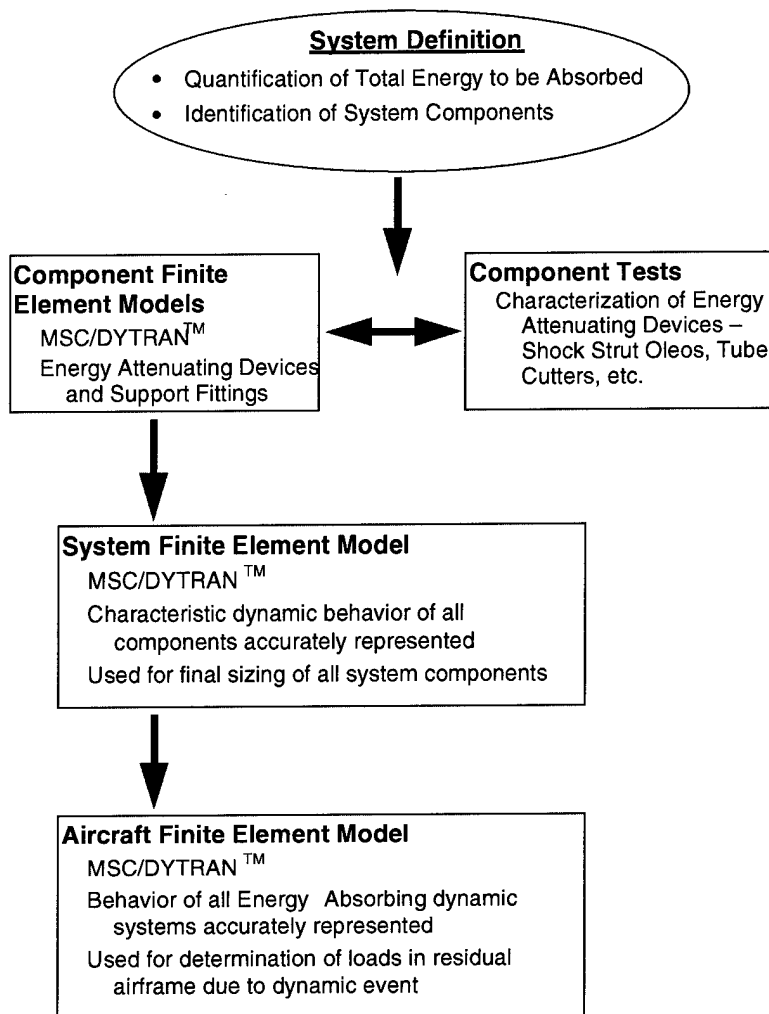 System Definition
• Quantification of Total Energy to be Absorbed
• Identification of System Components
Component Finite
Element Models
MSC/DYTRAN™
Energy Attenuating Devices
and Support Fittings
Component Tests
Characterization of Energy
Attenuating Devices –
Shock Strut Oleos, Tube
Cutters, etc.
System Finite Element Model
MSC/DYTRAN ™
Characteristic dynamic behavior of all
components accurately represented
Used for final sizing of all system components
Aircraft Finite Element Model
MSC/DYTRAN ™
Behavior of all Energy Absorbing dynamic
systems accurately represented
Used for determination of loads in residual
airframe due to dynamic event